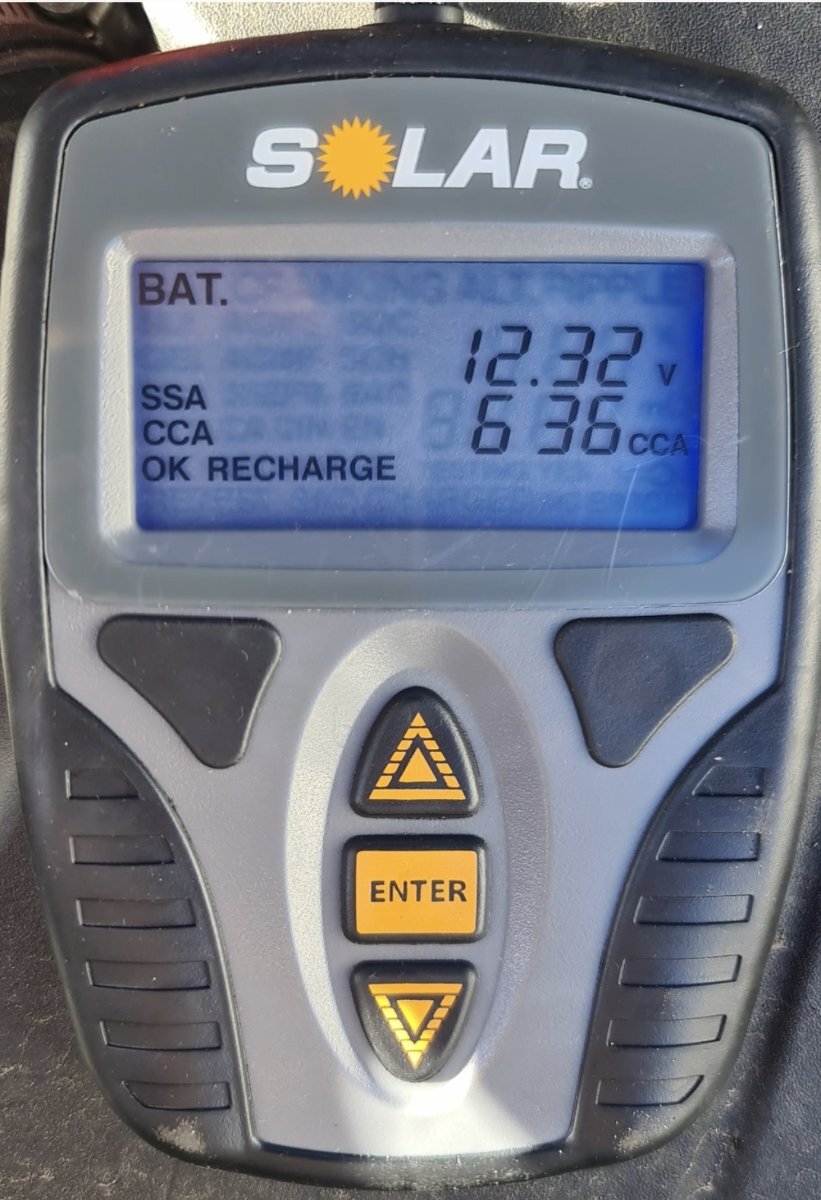 SOLAR®
BAT.
12.32 V
SSA
CCA 636 CCA
OK RECHARGE
ENTER